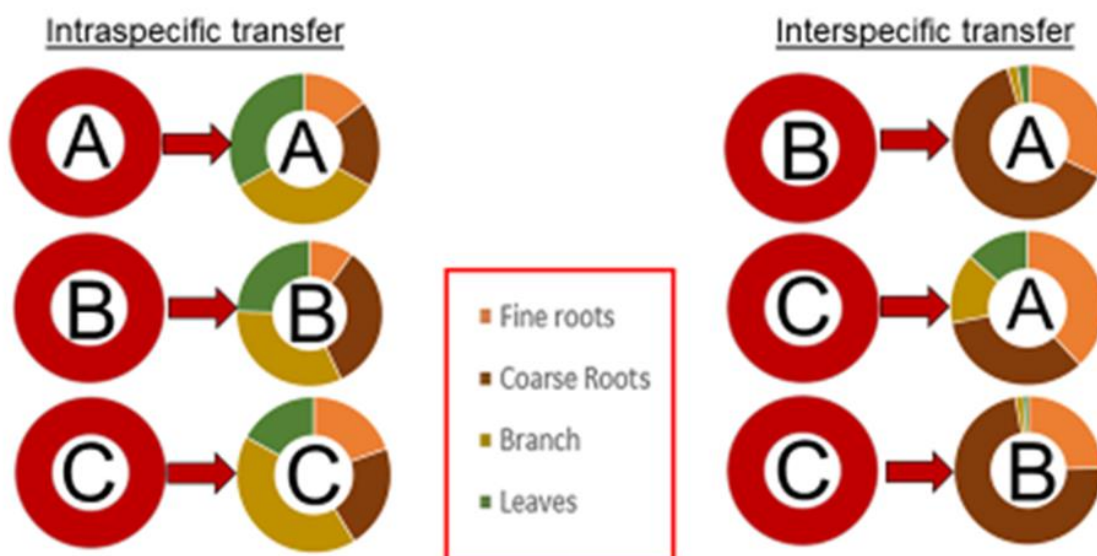 Intraspecific transfer
Interspecific transfer
A A
B A
B B
C A
C C
C B
Fine roots
Coarse Roots
Branch
Leaves